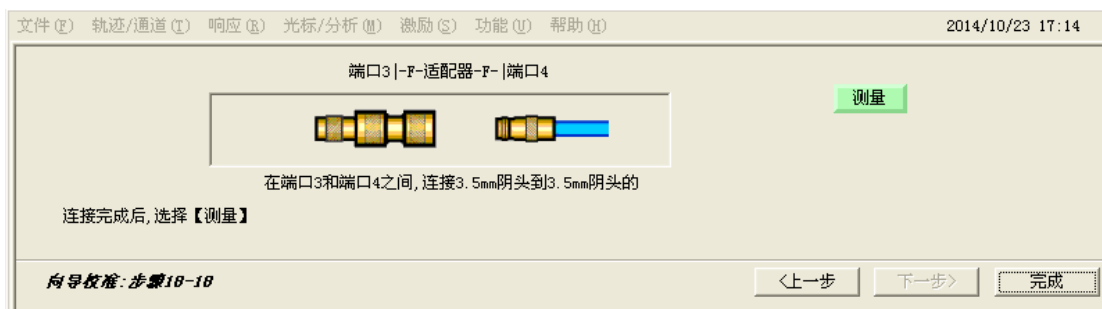 文件(F) 轨迹/通道(T) 响应(R) 光标/分析(M) 激励(S) 功能(U) 帮助(H) 2014/10/23 17:14
端口3|-F-适配器-F-|端口4
测量
在端口3和端口4之间,连接3.5mm阴头到3.5mm阴头的
连接完成后,选择【测量】
向导校准:步骤18-18
<上一步 下一步> 完成